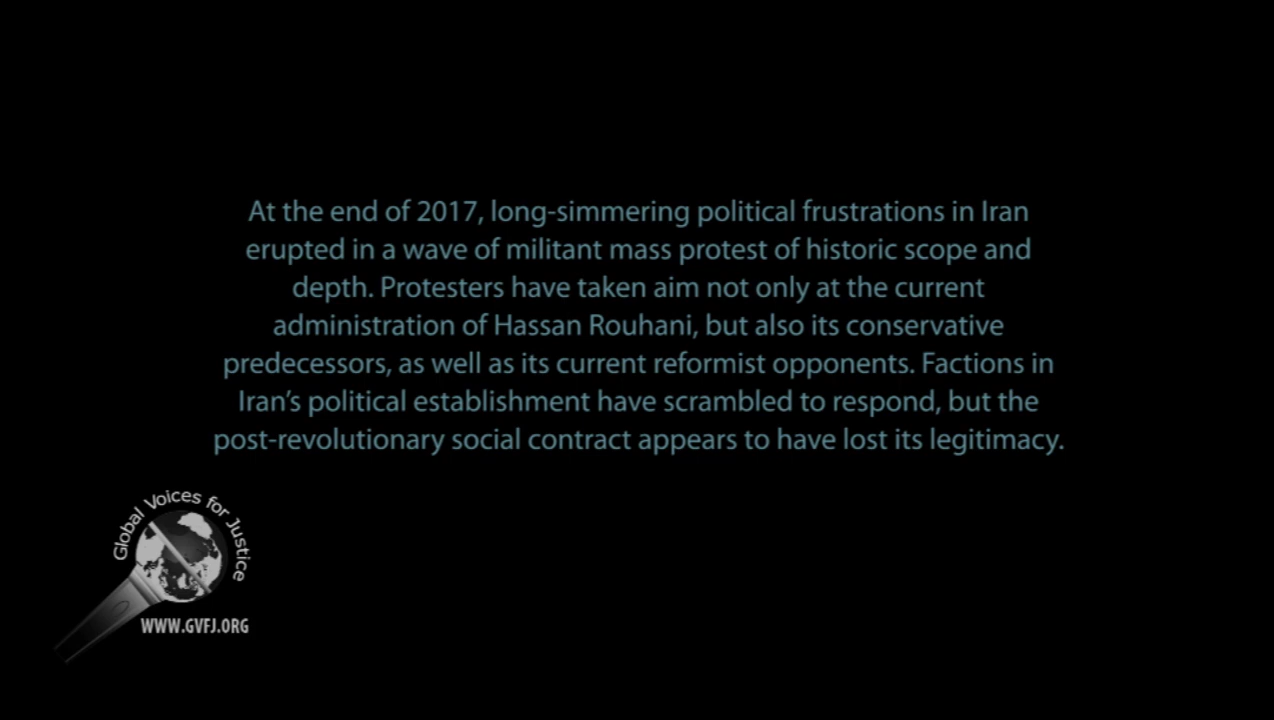 At the end of 2017, long-simmering political frustrations in Iran
erupted in a wave of militant mass protest of historic scope and
depth. Protesters have taken aim not only at the current
administration of Hassan Rouhani, but also its conservative
predecessors, as well as its current reformist opponents. Factions in
Iran’s political establishment have scrambled to respond, but the
post-revolutionary social contract appears to have lost its legitimacy.
Global Voices for Justice
WWW.GVFJ.ORG